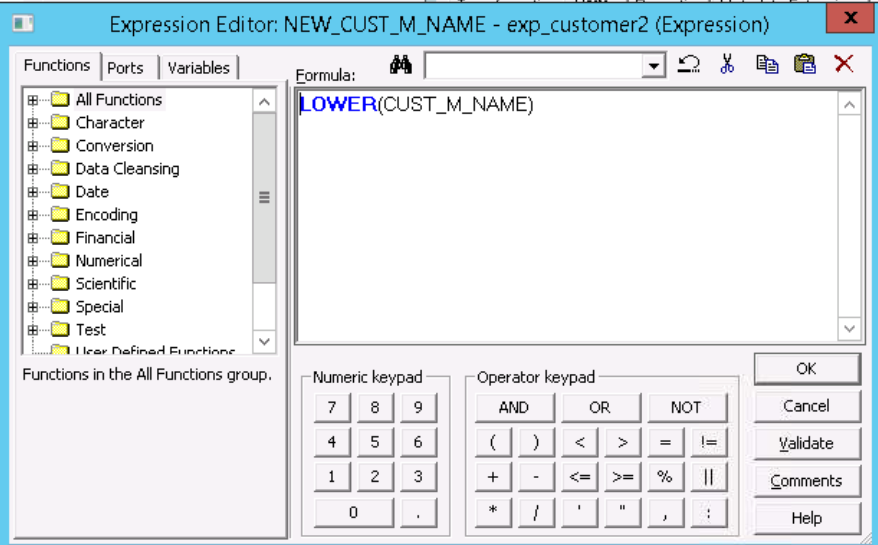 Expression Editor: NEW_CUST_M_NAME - exp_customer2 (Expression)
x
Functions Ports Variables
Formula:
All Functions
Character
Conversion
Data Cleansing
Date
Encoding
Financial
Numerical
Scientific
Special
Test
User Defined Functions
Functions in the All Functions group.
LOWER(CUST_M_NAME)
Numeric keypad
7 8 9
4 5 6
1 2 3
0 .
Operator keypad
AND OR NOT
( ) < > = !=
+ - <= >= % ||
* / ' " , :
OK
Cancel
Validate
Comments
Help